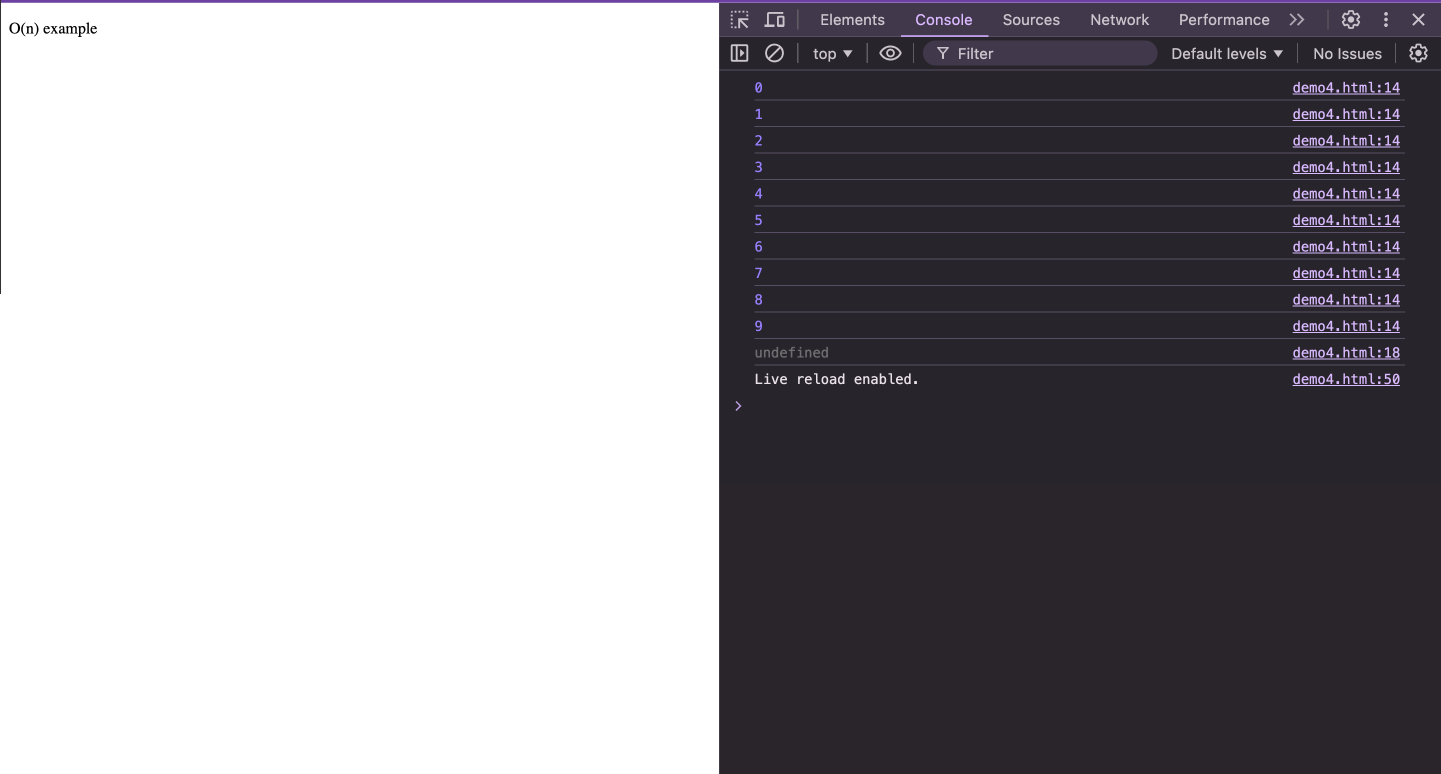 O(n) example
Elements Console Sources Network Performance
top Filter Default levels No Issues
0 demo4.html:14
1 demo4.html:14
2 demo4.html:14
3 demo4.html:14
4 demo4.html:14
5 demo4.html:14
6 demo4.html:14
7 demo4.html:14
8 demo4.html:14
9 demo4.html:14
undefined demo4.html:18
Live reload enabled. demo4.html:50